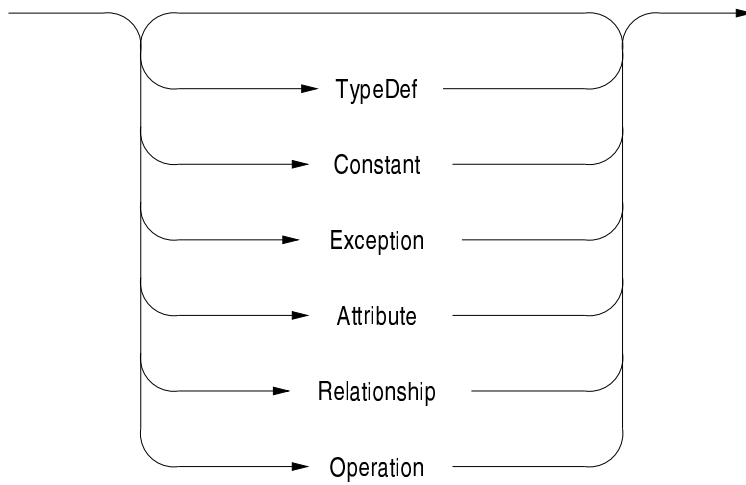 TypeDef
Constant
Exception
Attribute
Relationship
Operation